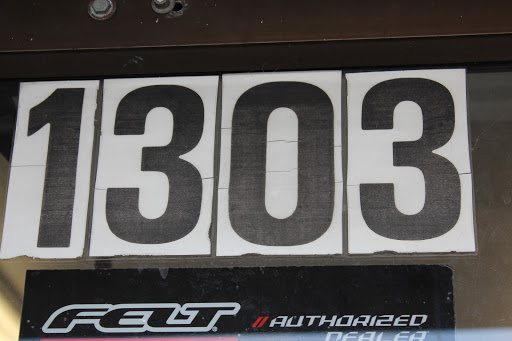 1303
FELT // AUTHORIZED
DEALER